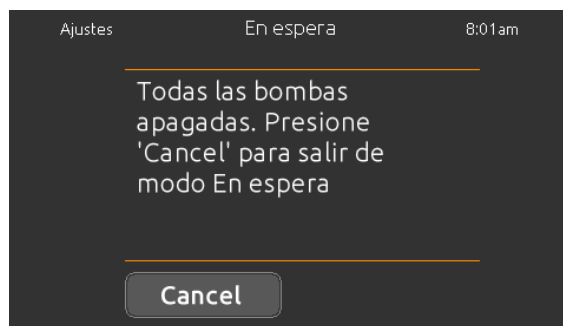 Ajustes En espera 8:01am
Todas las bombas
apagadas. Presione
'Cancel' para salir de
modo En espera
Cancel